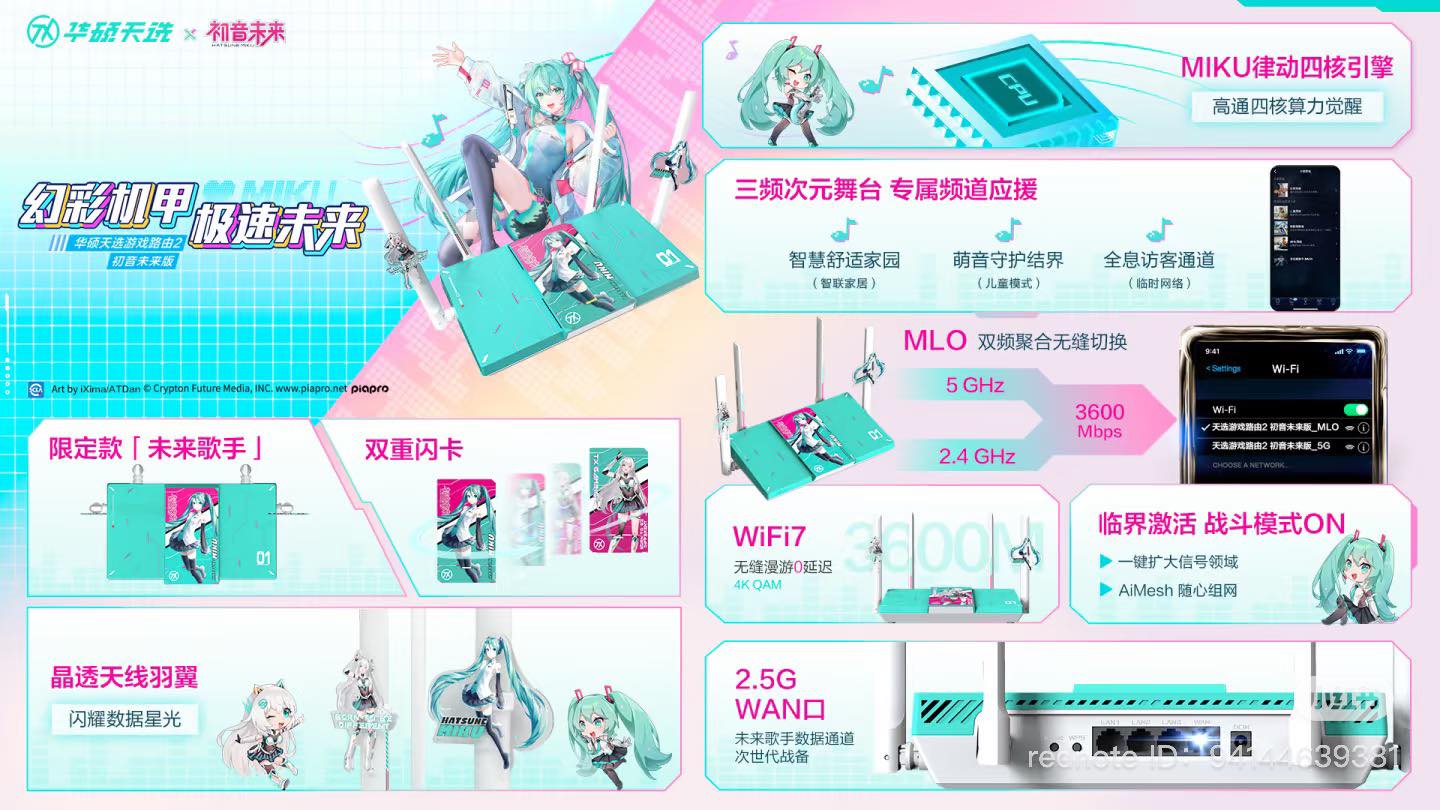 华硕天选 × 初音未来
HATSUNE MIKU
MIKU
幻彩机甲
极速未来
华硕天选游戏路由2
初音未来版
01
Art by iXima/ATDan © Crypton Future Media, INC. www.piapro.net piapro
限定款「未来歌手」
01
双重闪卡
晶透天线羽翼
闪耀数据星光
BORN TO BE
DIFFERENT
HATSUNE
MIKU
CPU
MIKU律动四核引擎
高通四核算力觉醒
三频次元舞台 专属频道应援
智慧舒适家园
(智联家居)
萌音守护结界
(儿童模式)
全息访客通道
(临时网络)
MLO 双频聚合无缝切换
5 GHz
2.4 GHz
3600
Mbps
01
9:41
Settings
Wi-Fi
Wi-Fi
天选游戏路由2 初音未来版_MLO
天选游戏路由2 初音未来版_5G
CHOOSE A NETWORK...
WiFi7
无缝漫游0延迟
4K QAM
3600M
临界激活 战斗模式ON
一键扩大信号领域
AiMesh 随心组网
2.5G
WAN口
未来歌手数据通道
次世代战备
LAN1 LAN2 LAN3 WAN
WPS
DCIN
小红书
rednote ID: 94144639381